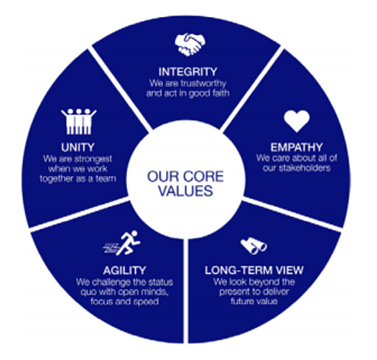 INTEGRITY
We are trustworthy
and act in good faith
EMPATHY
We care about all of
our stakeholders
LONG-TERM VIEW
We look beyond the
present to deliver
future value
AGILITY
We challenge the status
quo with open minds,
focus and speed
UNITY
We are strongest
when we work
together as a team
OUR CORE
VALUES